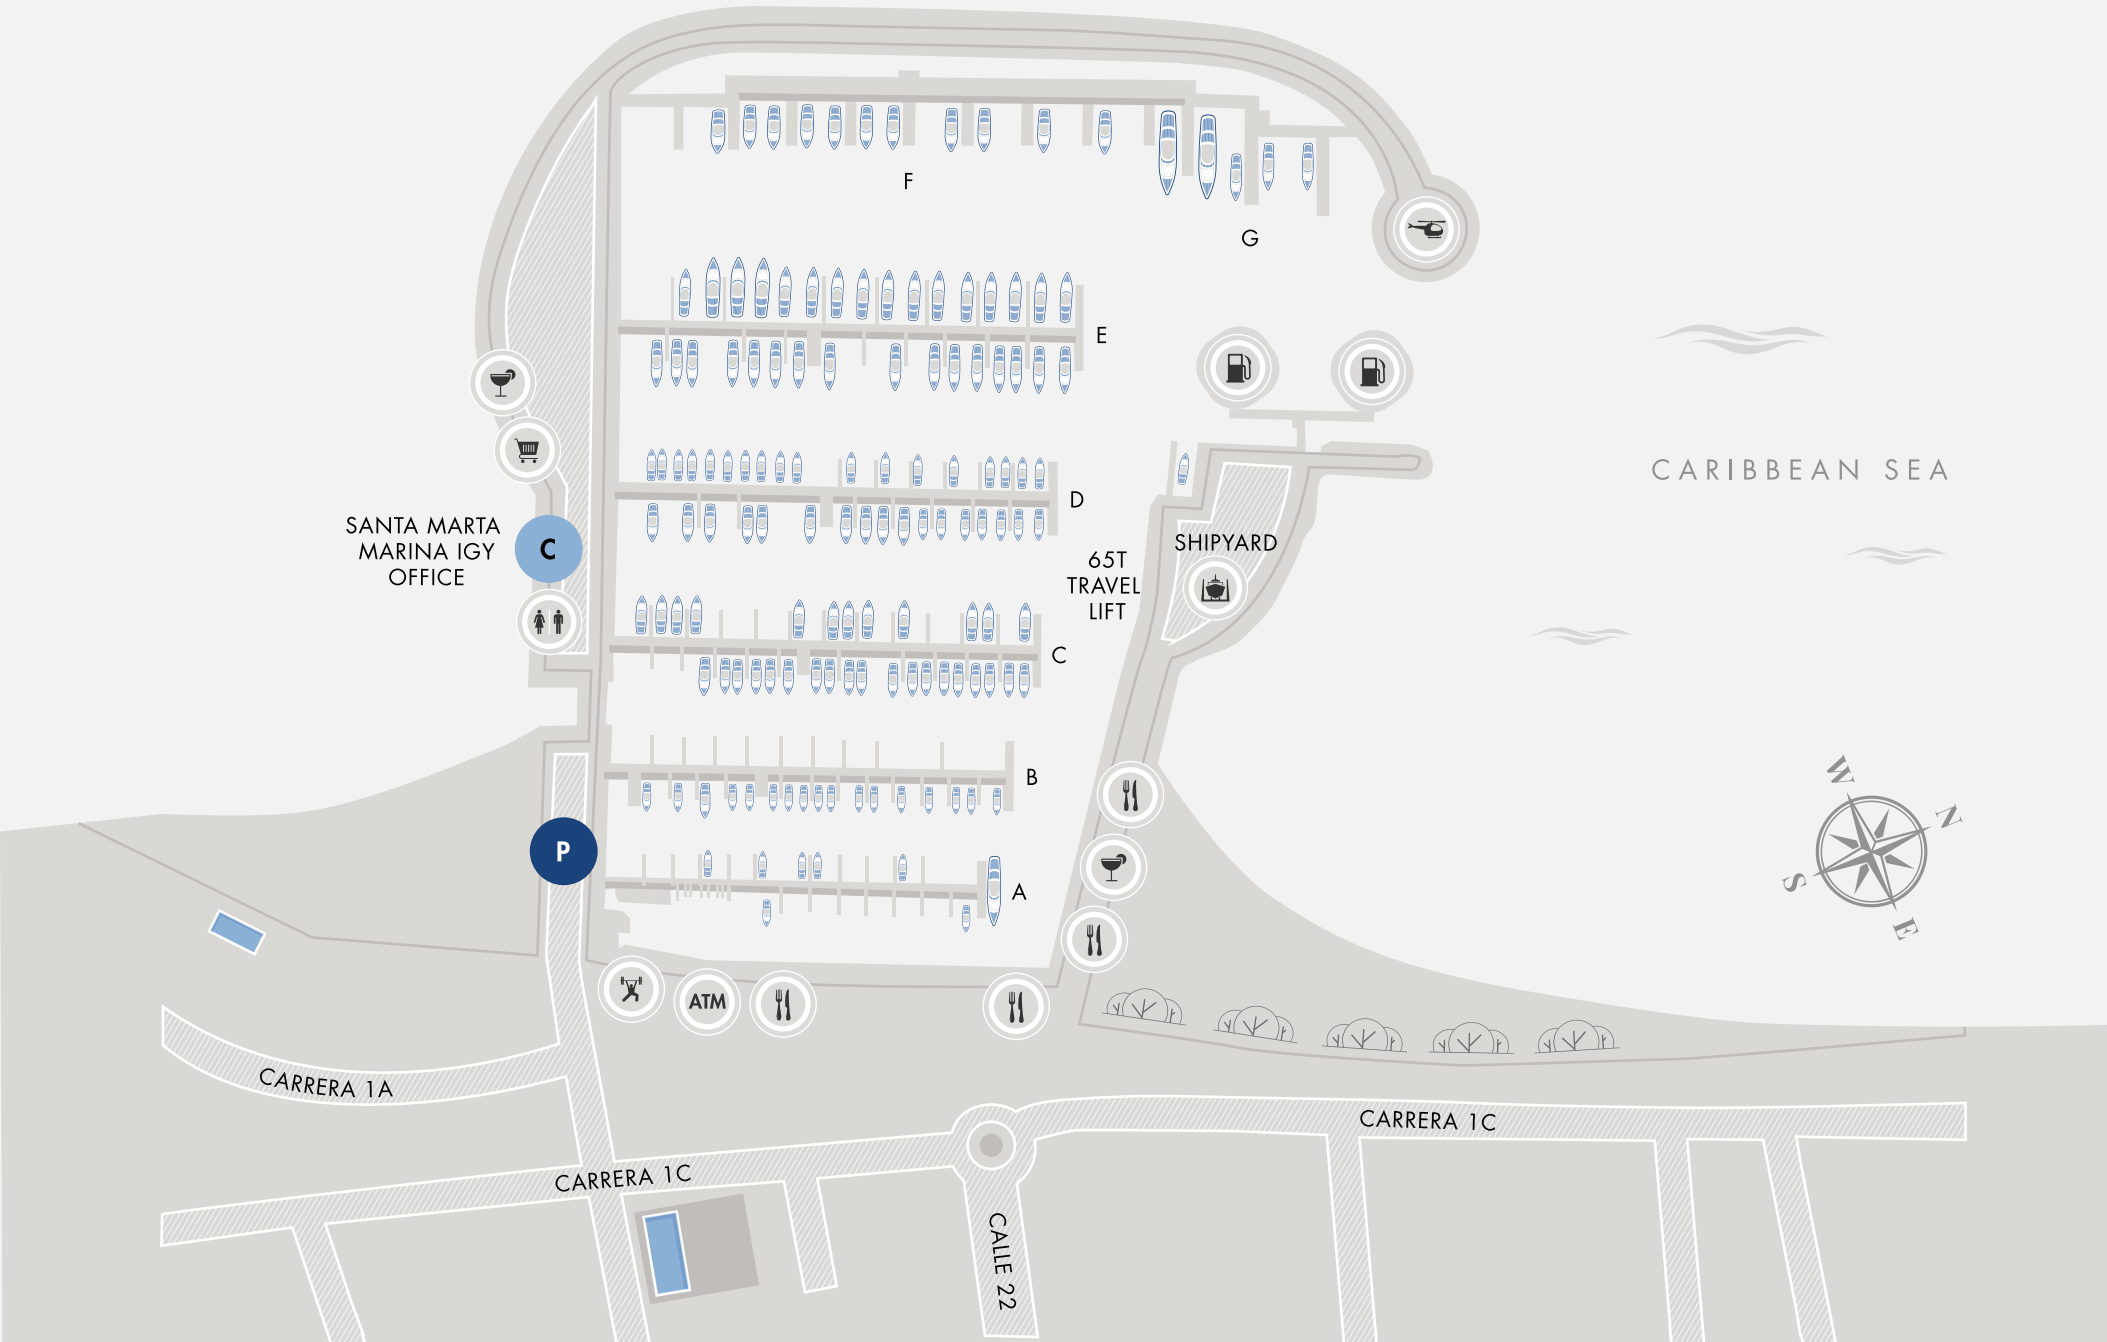 F
G
E
CARIBBEAN SEA
D
SANTA MARTA
MARINA IGY
OFFICE
C
SHIPYARD
65T
TRAVEL
LIFT
C
B
W
N
S
E
P
A
ATM
CARRERA 1A
CARRERA 1C
CARRERA 1C
CALLE 22